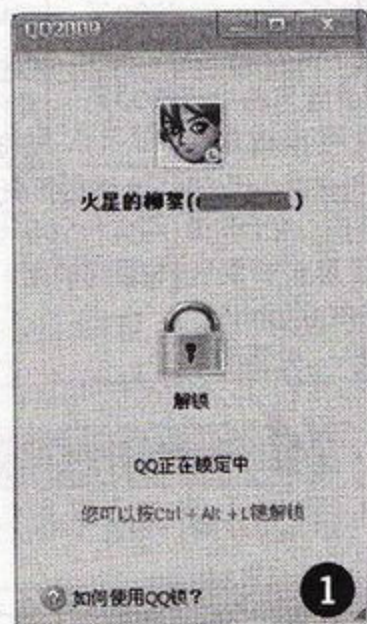 QQ2009
火星的柳絮( )
解锁
QQ正在锁定中
您可以按Ctrl + Alt + L键解锁
如何使用QQ锁？
1